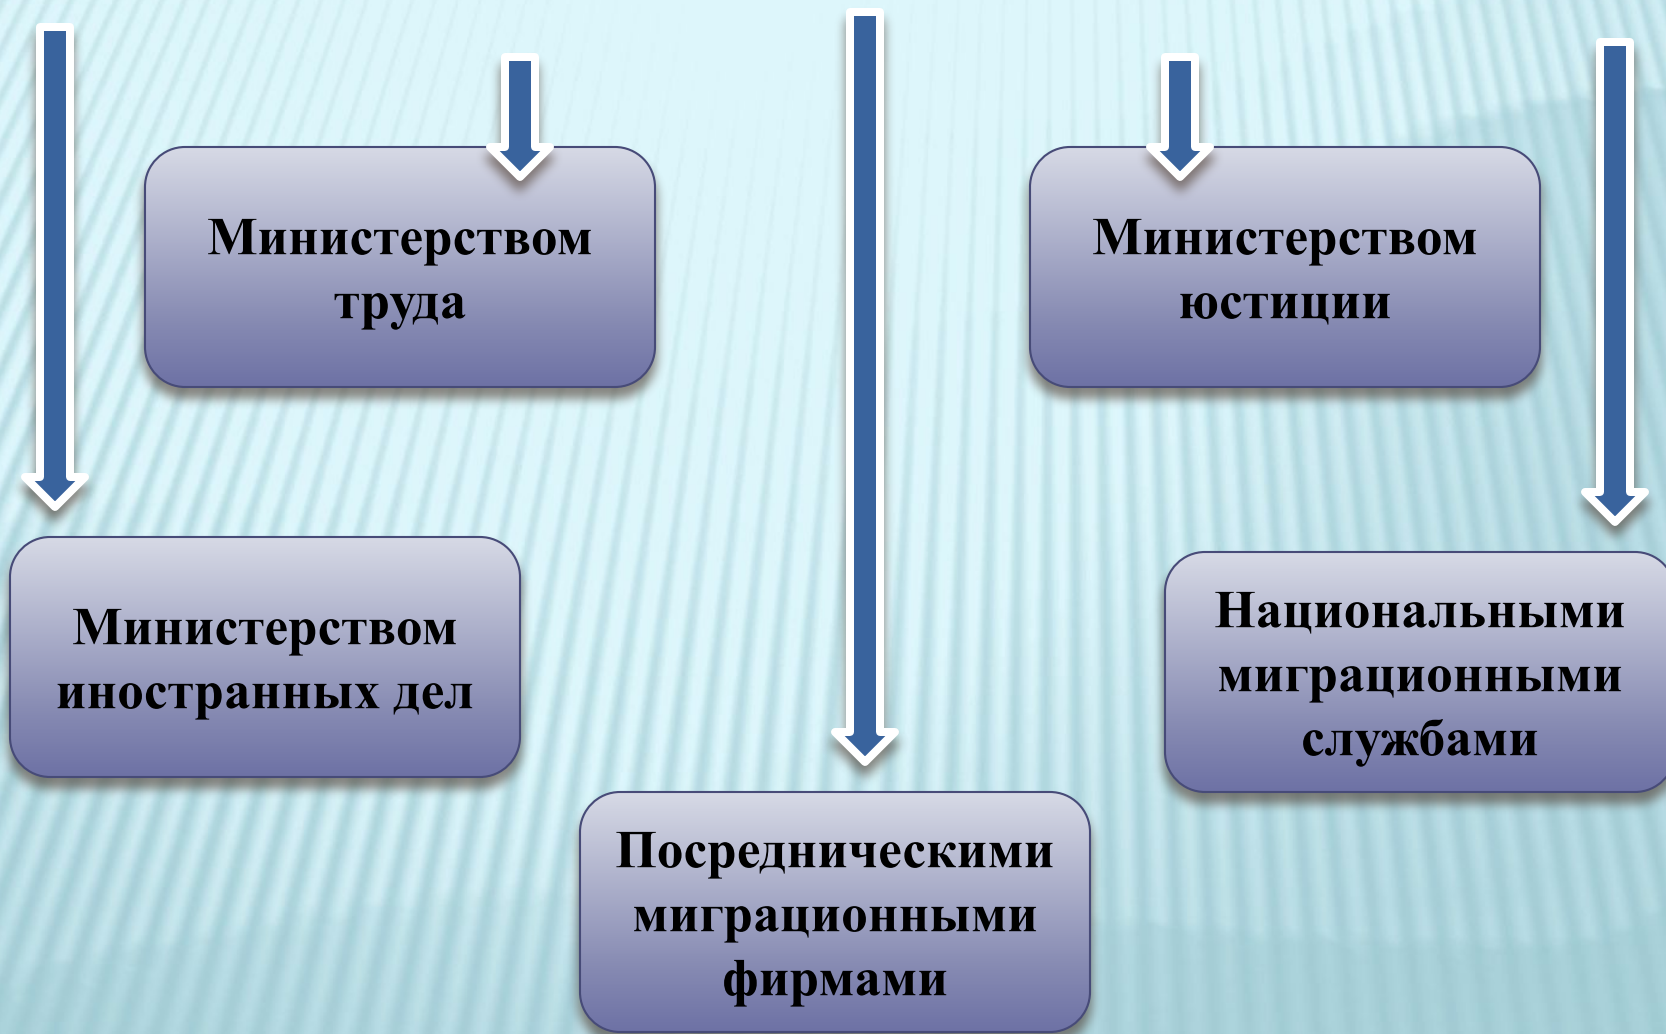 Министерством
труда
Министерством
юстиции
Министерством
иностранных дел
Национальными
миграционными
службами
Посредническими
миграционными
фирмами